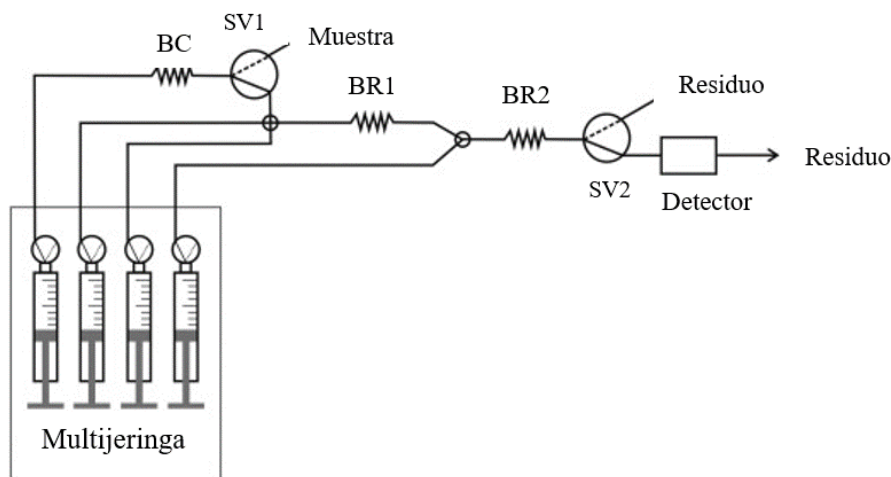 SV1
Muestra
BC
BR1
BR2
Residuo
Residuo
SV2
Detector
Multijeringa